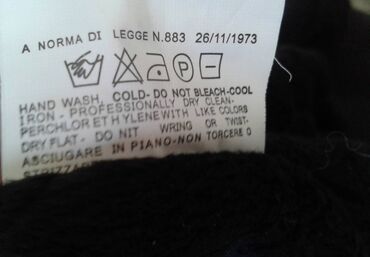 A NORMA DI LEGGE N.883 26/11/1973
P
HAND WASH, COLD-DO NOT BLEACH-COOL
IRON - PROFESSIONALLY DRY CLEAN-
PERCHLORETHYLENE WITH LIKE COLORS
DRY FLAT - DO NIT WRING OR TWIST-
ASCIUGARE IN PIANO-NON TORCERE O